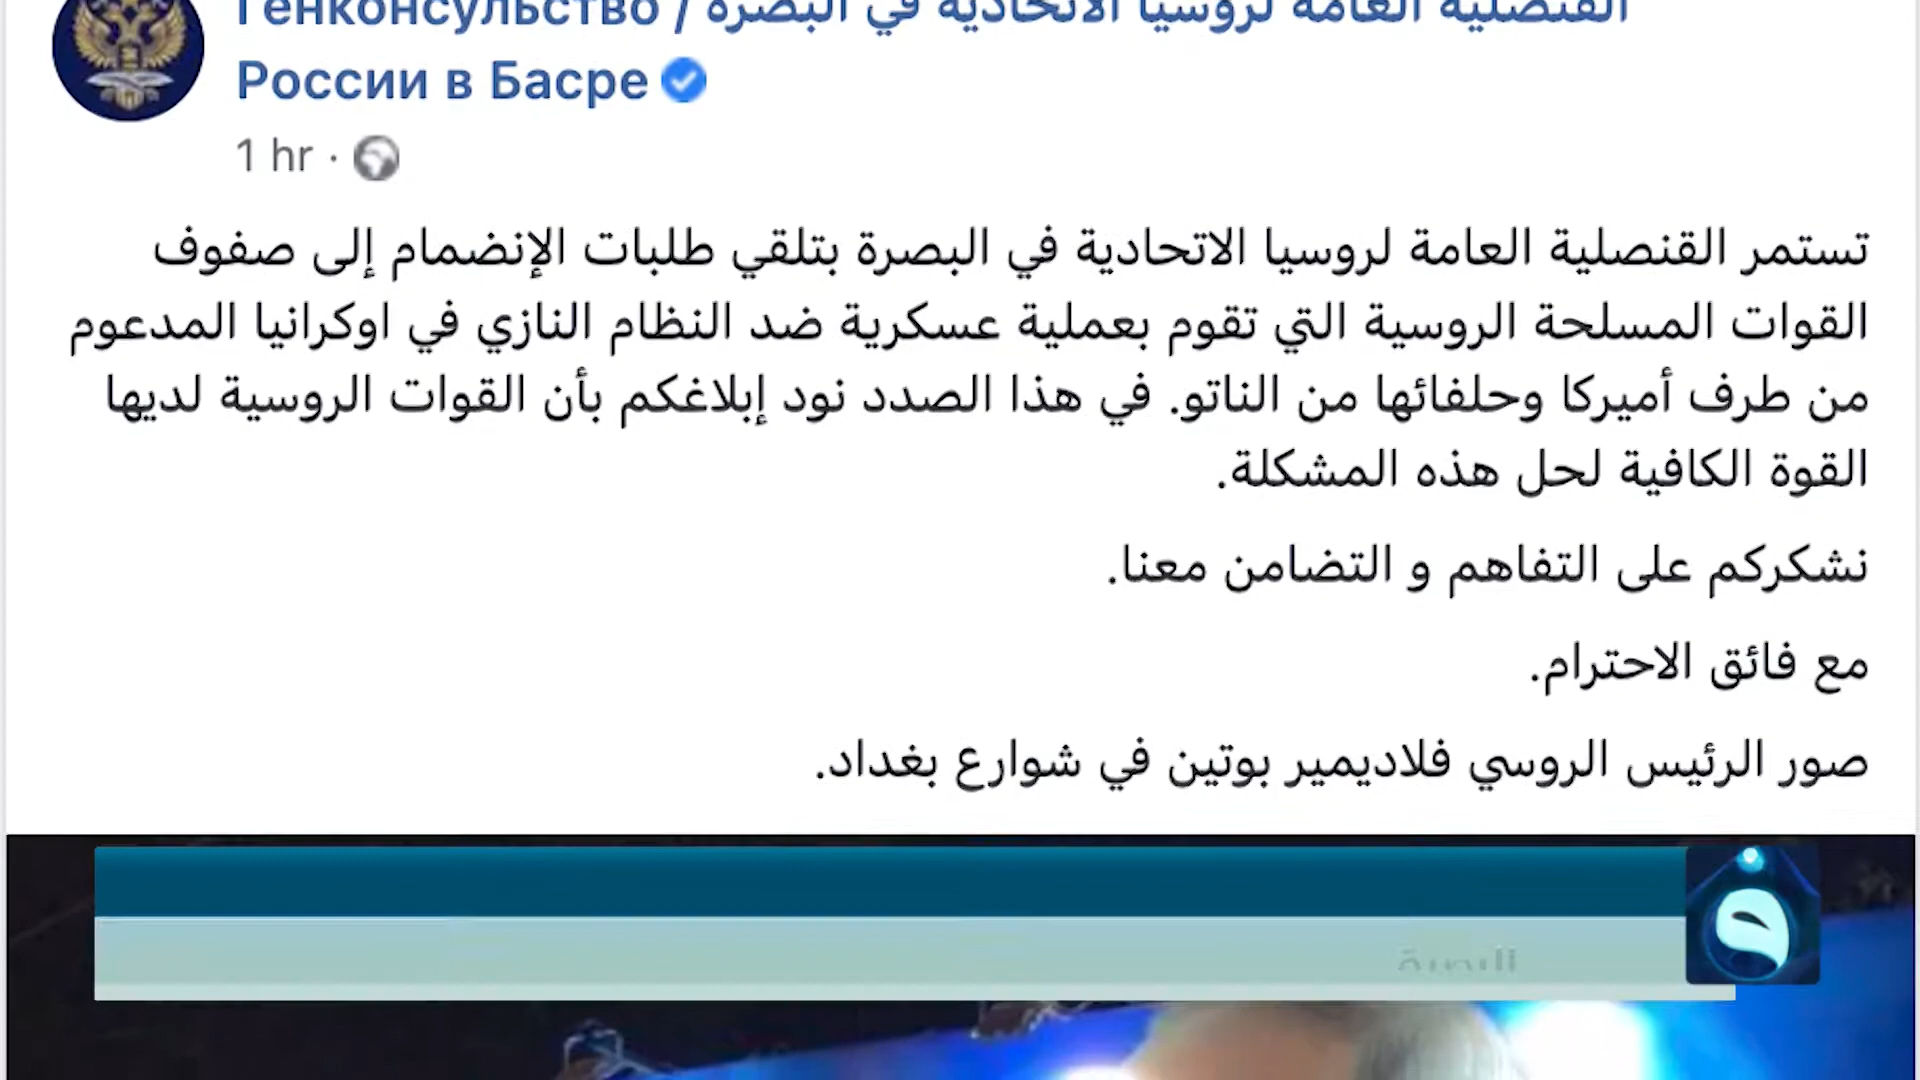 القنصلية العامة لروسيا الاتحادية في البصرة / Генконсульство
России в Басре
1 hr ·
تستمر القنصلية العامة لروسيا الاتحادية في البصرة بتلقي طلبات الإنضمام إلى صفوف
القوات المسلحة الروسية التي تقوم بعملية عسكرية ضد النظام النازي في اوكرانيا المدعوم
من طرف أميركا وحلفائها من الناتو. في هذا الصدد نود إبلاغكم بأن القوات الروسية لديها
القوة الكافية لحل هذه المشكلة.
نشكركم على التفاهم و التضامن معنا.
مع فائق الاحترام.
صور الرئيس الروسي فلاديمير بوتين في شوارع بغداد.
البصرة